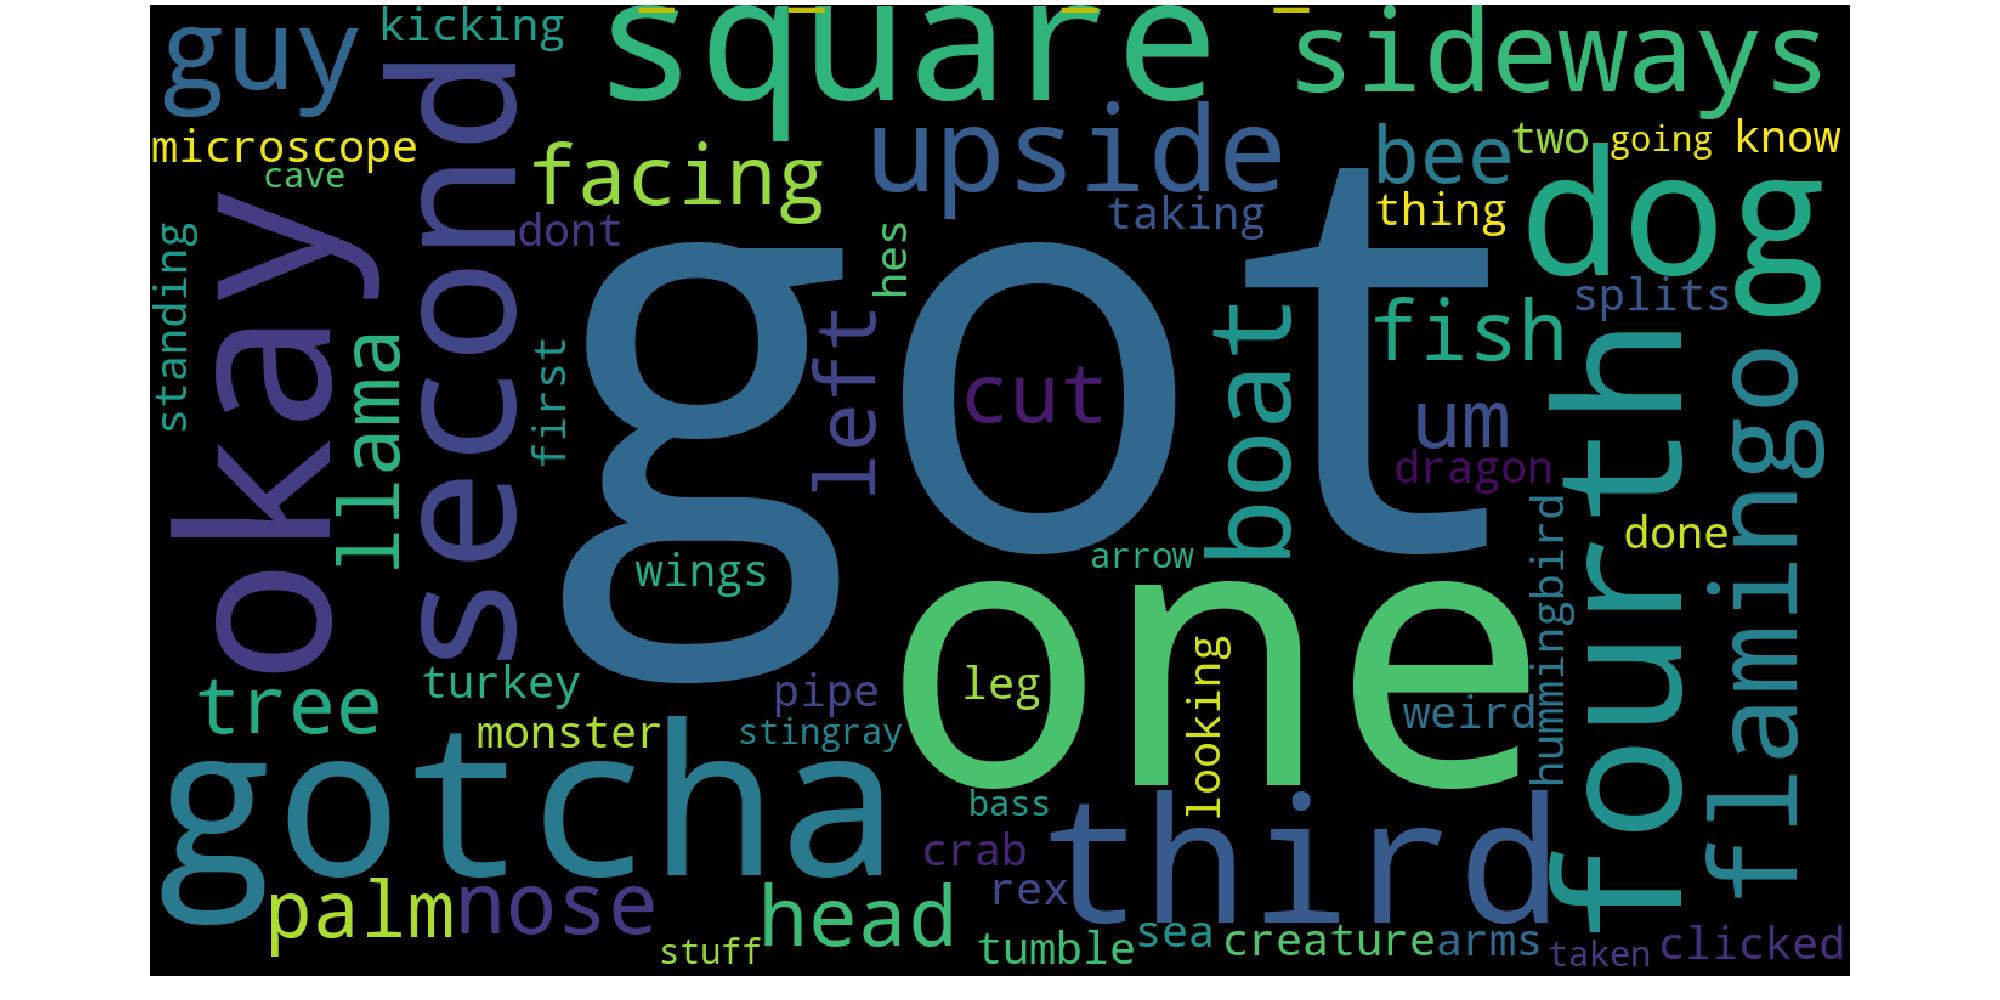 guy
kicking
square
sideways
second
microscope
cave
facing
upside
bee
two
going
know
okay
standing
dont
hes
taking
thing
dog
got
llama
first
left
cut
boat
fish
splits
um
dragon
fourth
flamingo
hummingbird
done
wings
arrow
one
tree
turkey
pipe
leg
looking
weird
monster
stingray
gotcha
bass
third
crab
rex
palm
nose
head
stuff
tumble
sea
creature
arms
taken
clicked